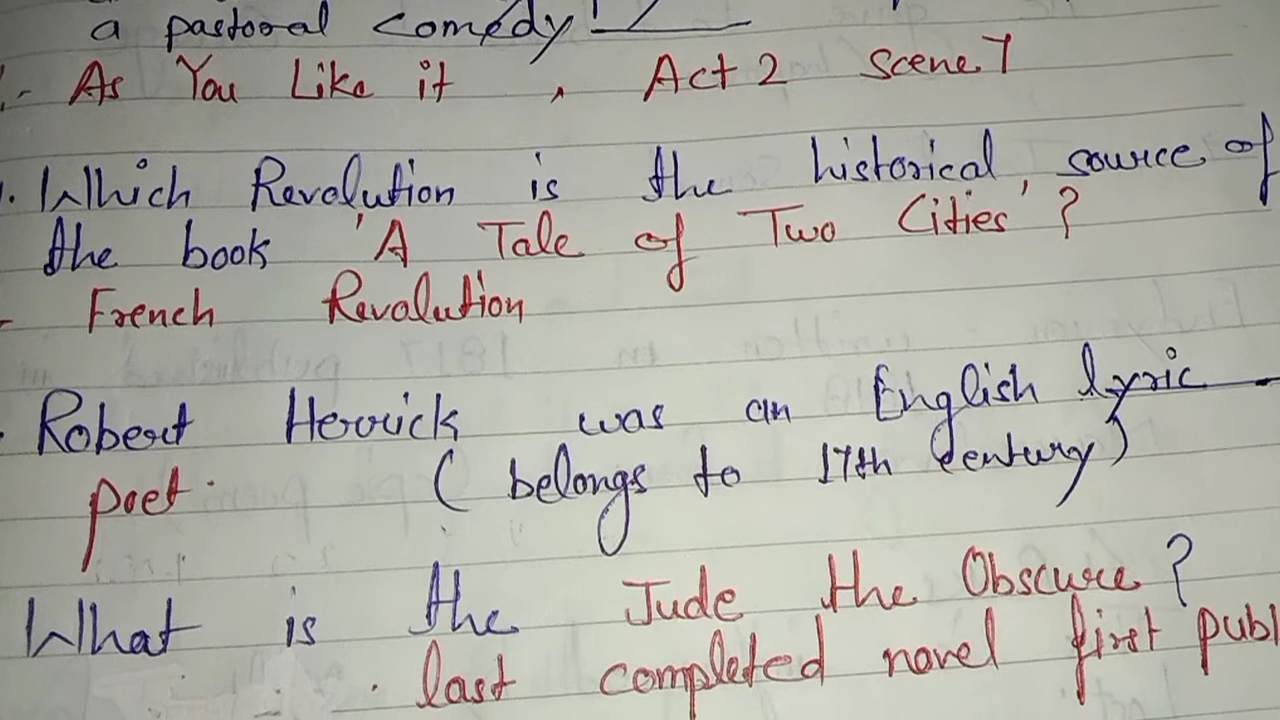 a pastoral comedy!
As You Like it , Act 2 Scene 7
Which Revolution is the historical source of
the book 'A Tale of Two Cities' ?
French Revolution
Robert Herrick was an English lyric
poet. ( belongs to 17th Century)
What is the Jude the Obscure ?
last completed novel first publ